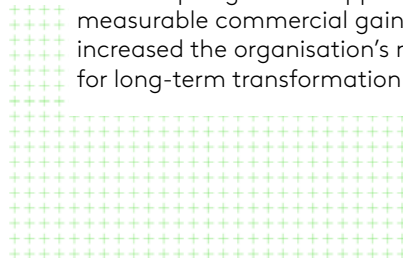 measurable commercial gain
increased the organisation's
for long-term transformation